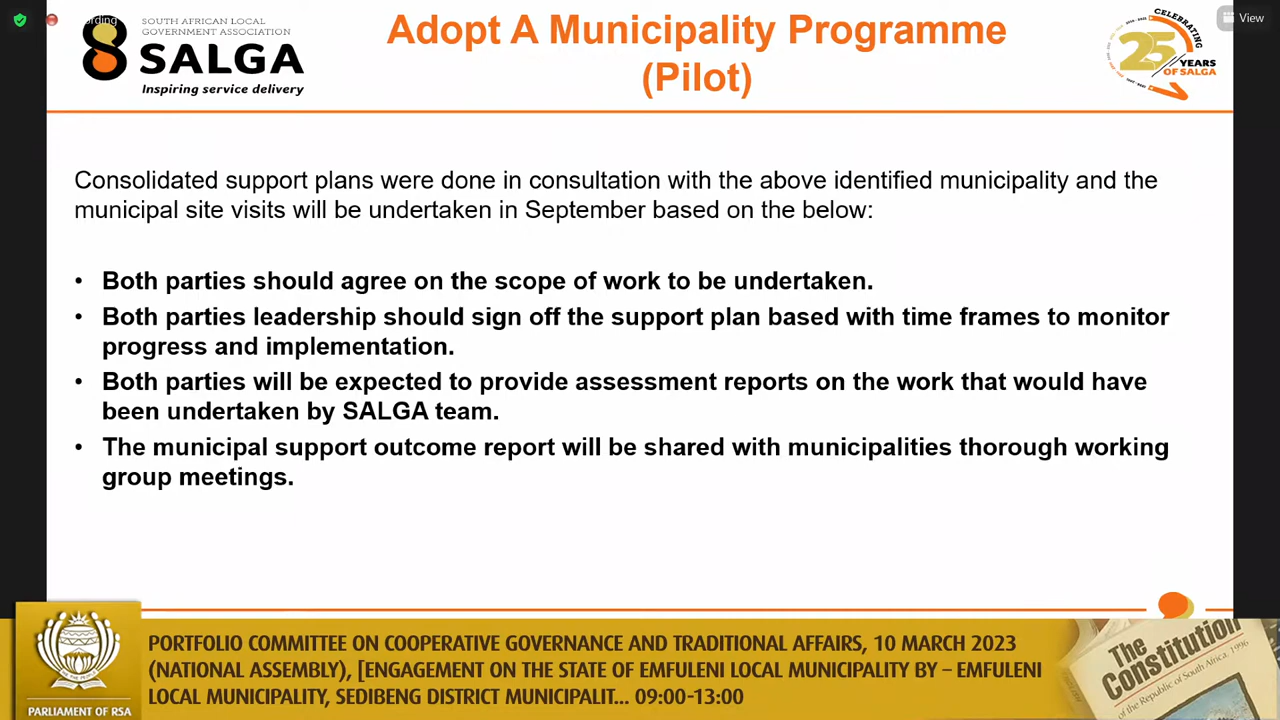 SOUTH AFRICAN LOCAL
GOVERNMENT ASSOCIATION
SALGA
Inspiring service delivery
Adopt A Municipality Programme
(Pilot)
CELEBRATING
25 YEARS
OF SALGA
View
Consolidated support plans were done in consultation with the above identified municipality and the
municipal site visits will be undertaken in September based on the below:
• Both parties should agree on the scope of work to be undertaken.
• Both parties leadership should sign off the support plan based with time frames to monitor
progress and implementation.
• Both parties will be expected to provide assessment reports on the work that would have
been undertaken by SALGA team.
• The municipal support outcome report will be shared with municipalities thorough working
group meetings.
PARLIAMENT OF RSA
PORTFOLIO COMMITTEE ON COOPERATIVE GOVERNANCE AND TRADITIONAL AFFAIRS, 10 MARCH 2023
(NATIONAL ASSEMBLY), [ENGAGEMENT ON THE STATE OF EMFULENI LOCAL MUNICIPALITY BY – EMFULENI
LOCAL MUNICIPALITY, SEDIBENG DISTRICT MUNICIPALIT... 09:00-13:00
The
Constitution
of the Republic of South Africa, 1996